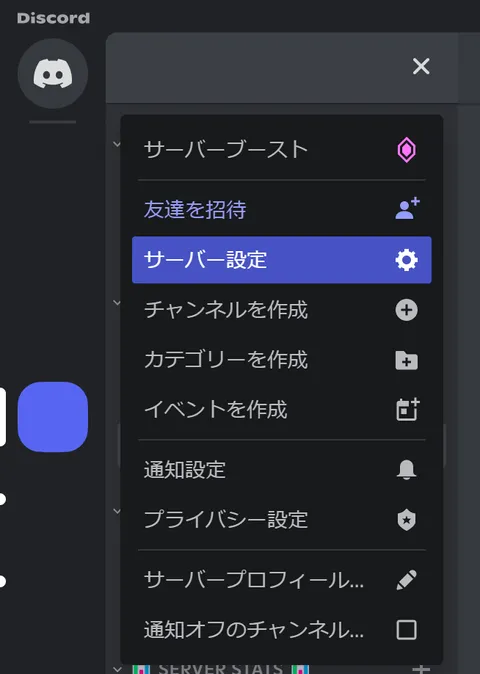 Discord
サーバーブースト
友達を招待
サーバー設定
チャンネルを作成
カテゴリーを作成
イベントを作成
通知設定
プライバシー設定
サーバープロフィール...
通知オフのチャンネル...
SERVER STATS